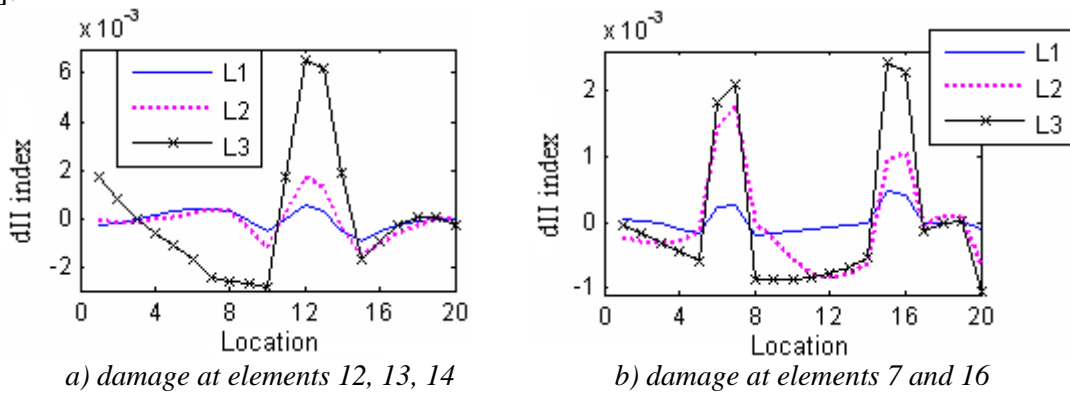 x 10⁻³
6
4
2
0
-2
dII index
L1
L2
L3
0 4 8 12 16 20
Location
a) damage at elements 12, 13, 14
x 10⁻³
2
1
0
-1
dII index
L1
L2
L3
0 4 8 12 16 20
Location
b) damage at elements 7 and 16